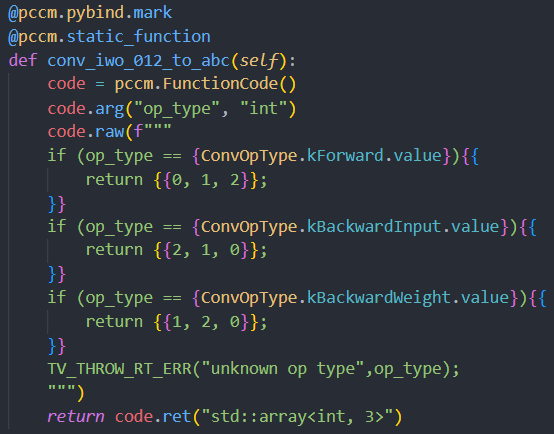 @pccm.pybind.mark
@pccm.static_function
def conv_iwo_012_to_abc(self):
    code = pccm.FunctionCode()
    code.arg("op_type", "int")
    code.raw(f"""
    if (op_type == {ConvOpType.kForward.value}){{
        return {{0, 1, 2}};
    }}
    if (op_type == {ConvOpType.kBackwardInput.value}){{
        return {{2, 1, 0}};
    }}
    if (op_type == {ConvOpType.kBackwardWeight.value}){{
        return {{1, 2, 0}};
    }}
    TV_THROW_RT_ERR("unknown op type",op_type);
    """)
    return code.ret("std::array<int, 3>")